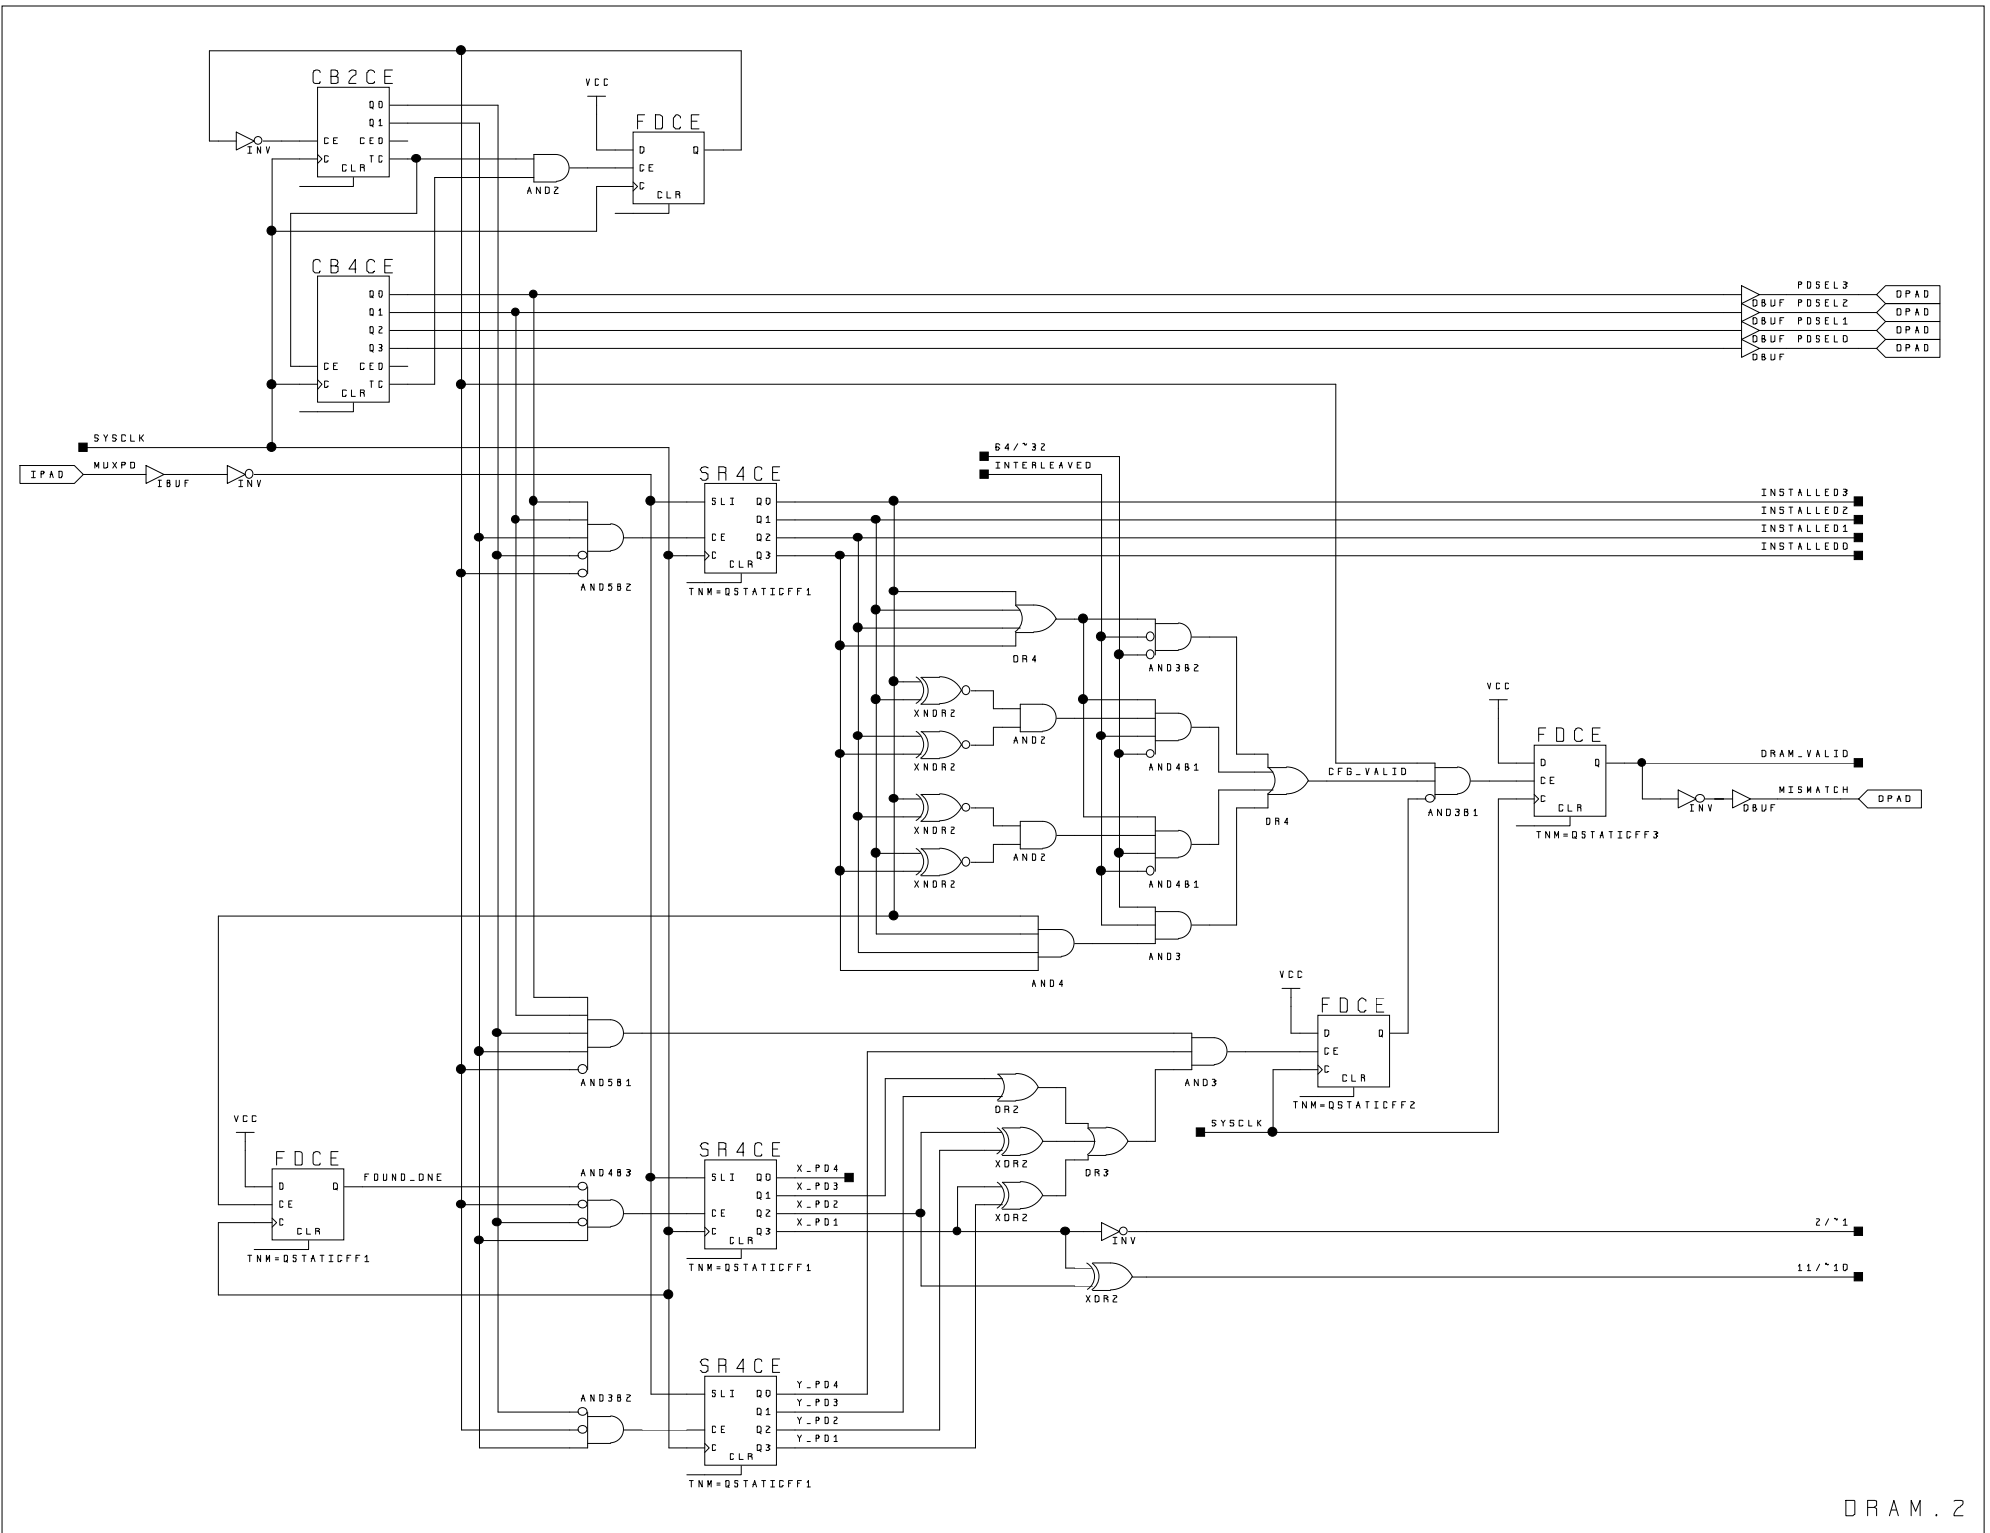 CB2CE
Q0
Q1
CE CEO
C TC
CLR
INV
VCC
FDCE
D Q
CE
C
CLR
AND2
CB4CE
Q0
Q1
Q2
Q3
CE CEO
C TC
CLR
PDSEL3 OPAD
OBUF PDSEL2 OPAD
OBUF PDSEL1 OPAD
OBUF PDSEL0 OPAD
OBUF
SYSCLK
IPAD MUXPD
IBUF
INV
64/~32
INTERLEAVED
SR4CE
SLI Q0
Q1
CE Q2
C Q3
CLR
TNM=QSTATICFF1
AND5B2
INSTALLED3
INSTALLED2
INSTALLED1
INSTALLED0
OR4
AND3B2
XNOR2
AND2
XNOR2
AND4B1
XNOR2
AND2
XNOR2
AND4B1
AND4
AND3
OR4
CFG_VALID
AND3B1
VCC
FDCE
D Q
CE
C
CLR
TNM=QSTATICFF3
DRAM_VALID
MISMATCH
INV
OBUF
OPAD
AND5B1
AND3
VCC
FDCE
D Q
CE
C
CLR
TNM=QSTATICFF2
SYSCLK
VCC
FDCE
D Q
CE
C
CLR
TNM=QSTATICFF1
FOUND_ONE
AND4B3
SR4CE
SLI Q0
Q1
CE Q2
C Q3
CLR
TNM=QSTATICFF1
X_PD4
X_PD3
X_PD2
X_PD1
OR2
XOR2
OR3
XOR2
INV
2/~1
11/~10
XOR2
AND3B2
SR4CE
SLI Q0
Q1
CE Q2
C Q3
CLR
TNM=QSTATICFF1
Y_PD4
Y_PD3
Y_PD2
Y_PD1
DRAM.2